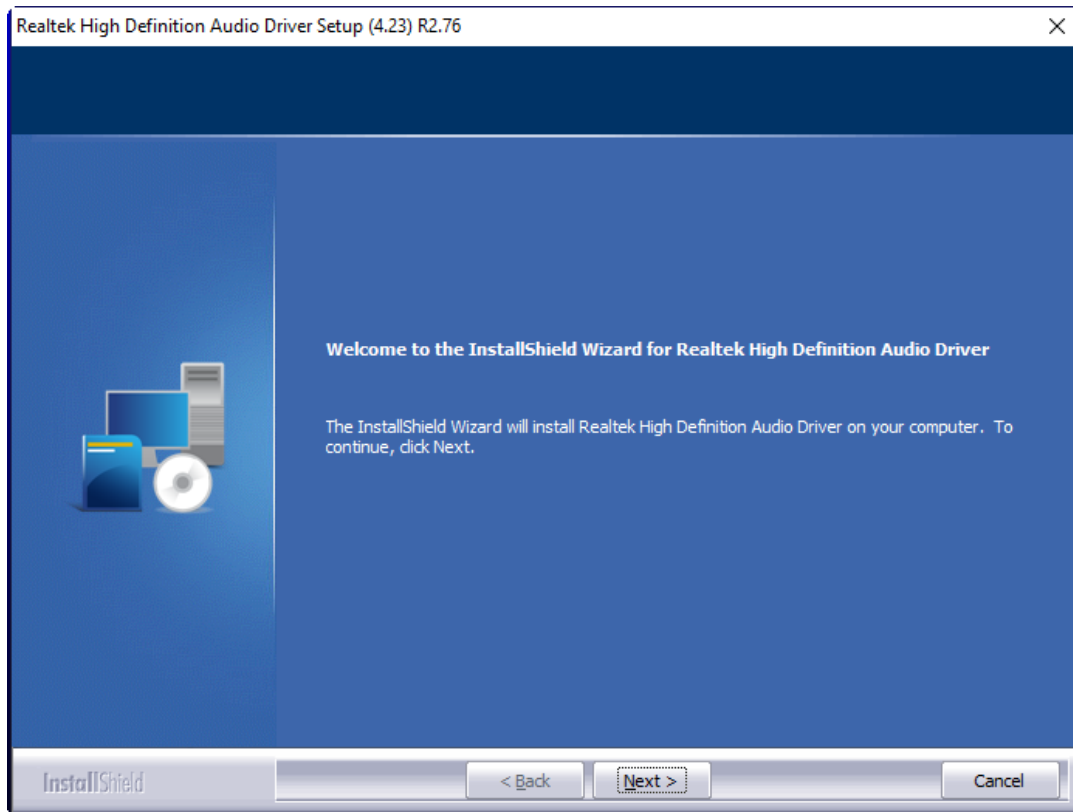 Realtek High Definition Audio Driver Setup (4.23) R2.76
Welcome to the InstallShield Wizard for Realtek High Definition Audio Driver
The InstallShield Wizard will install Realtek High Definition Audio Driver on your computer. To
continue, click Next.
InstallShield
< Back
Next >
Cancel